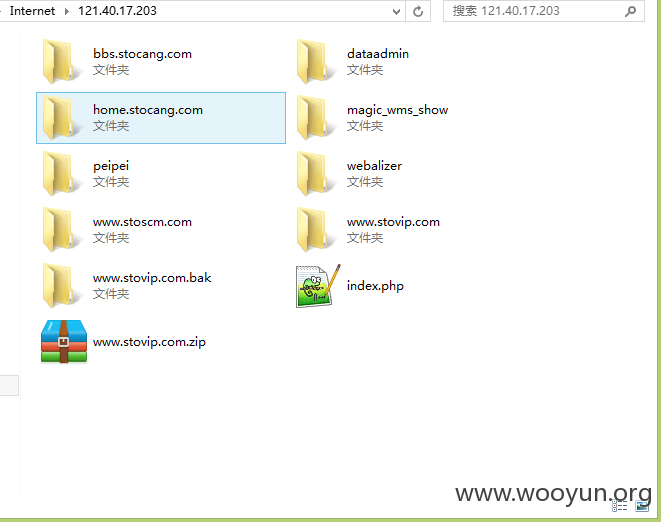 Internet
121.40.17.203
搜索 121.40.17.203
bbs.stocang.com
文件夹
dataadmin
文件夹
home.stocang.com
文件夹
magic_wms_show
文件夹
peipei
文件夹
webalizer
文件夹
www.stoscm.com
文件夹
www.stovip.com
文件夹
www.stovip.com.bak
文件夹
index.php
www.stovip.com.zip
www.wooyun.org